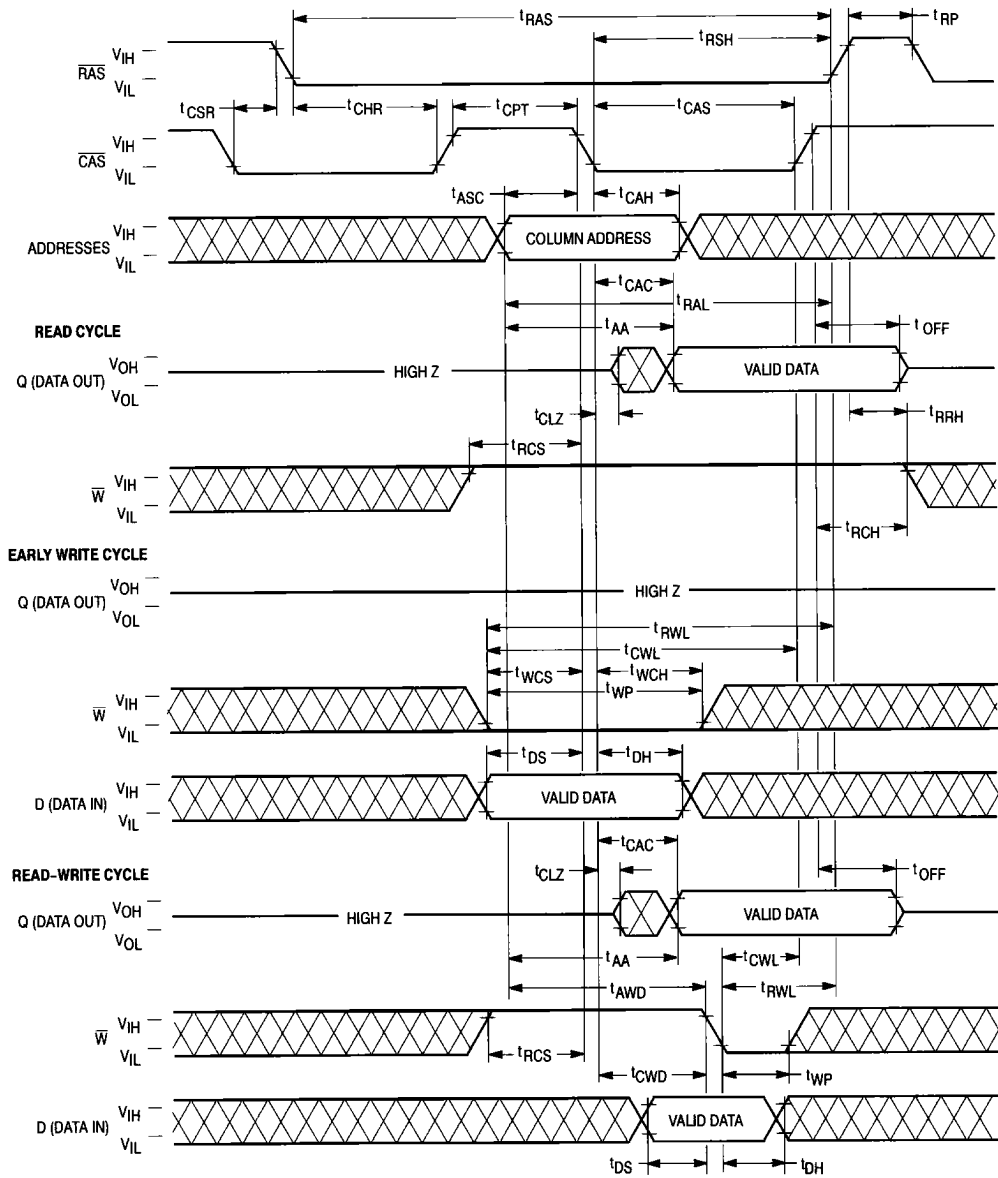 tRAS
tRP
tRSH
VIH
RAS
VIL
tCSR
tCHR
tCPT
tCAS
VIH
CAS
VIL
tASC
tCAH
VIH
ADDRESSES
COLUMN ADDRESS
VIL
tCAC
tRAL
READ CYCLE
tAA
tOFF
VOH
Q (DATA OUT)
HIGH Z
VALID DATA
VOL
tCLZ
tRRH
tRCS
VIH
W
VIL
tRCH
EARLY WRITE CYCLE
VOH
Q (DATA OUT)
HIGH Z
VOL
tRWL
tCWL
tWCS
tWCH
tWP
VIH
W
VIL
tDS
tDH
VIH
D (DATA IN)
VALID DATA
VIL
tCAC
READ-WRITE CYCLE
tCLZ
tOFF
VOH
Q (DATA OUT)
HIGH Z
VALID DATA
VOL
tAA
tCWL
tAWD
tRWL
VIH
W
VIL
tRCS
tCWD
tWP
VIH
D (DATA IN)
VALID DATA
VIL
tDS
tDH